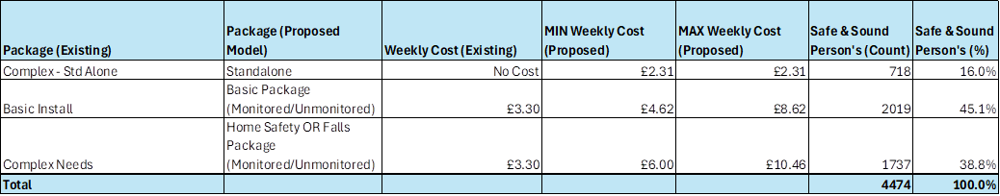 Package (Existing) Package (Proposed Model) Weekly Cost (Existing) MIN Weekly Cost (Proposed) MAX Weekly Cost (Proposed) Safe & Sound Person's (Count) Safe & Sound Person's (%)
Complex - Std Alone Standalone No Cost £2.31 £2.31 718 16.0%
Basic Install Basic Package (Monitored/Unmonitored) £3.30 £4.62 £8.62 2019 45.1%
Complex Needs Home Safety OR Falls Package (Monitored/Unmonitored) £3.30 £6.00 £10.46 1737 38.8%
Total 4474 100.0%